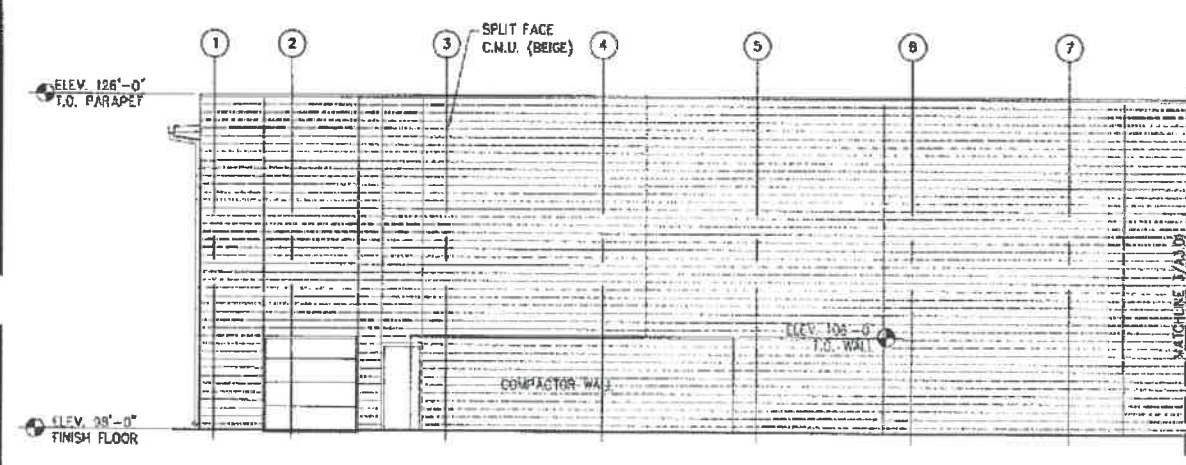 1 2 3 4 5 6 7
SPLIT FACE
C.M.U. (BEIGE)
ELEV. 126'-0"
T.O. PARAPET
ELEV. 106'-0"
T.O. WALL
COMPACTOR WALL
MATCHLINE
ELEV. 98'-0"
FINISH FLOOR